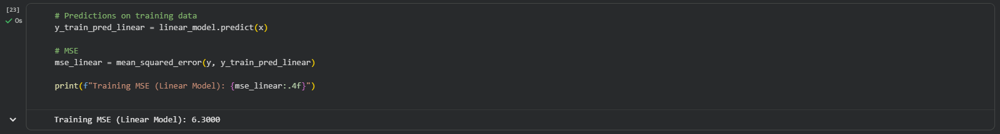 [23]
0s
# Predictions on training data
y_train_pred_linear = linear_model.predict(x)
# MSE
mse_linear = mean_squared_error(y, y_train_pred_linear)
print(f"Training MSE (Linear Model): {mse_linear:.4f}")
Training MSE (Linear Model): 6.3000